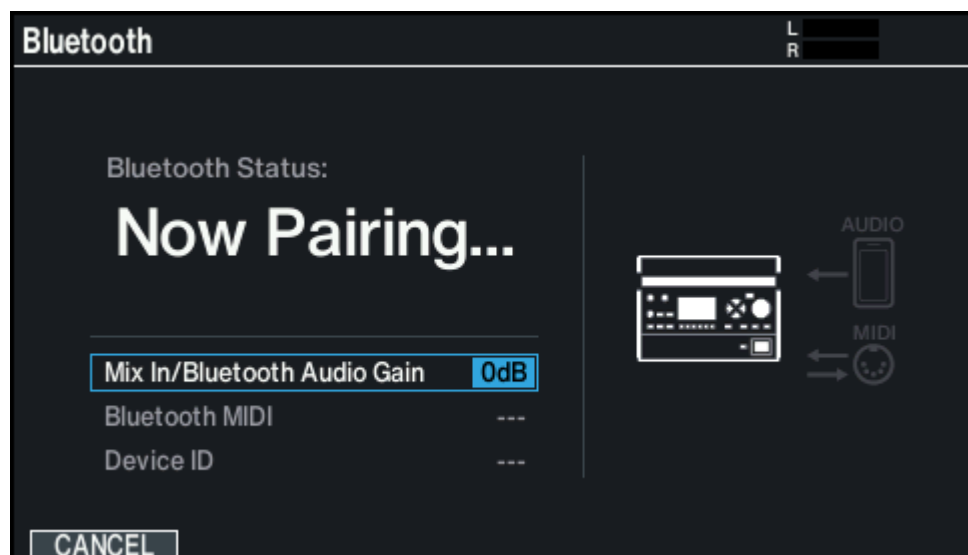 Bluetooth
L
R
Bluetooth Status:
Now Pairing...
Mix In/Bluetooth Audio Gain 0dB
Bluetooth MIDI ---
Device ID ---
AUDIO
MIDI
CANCEL